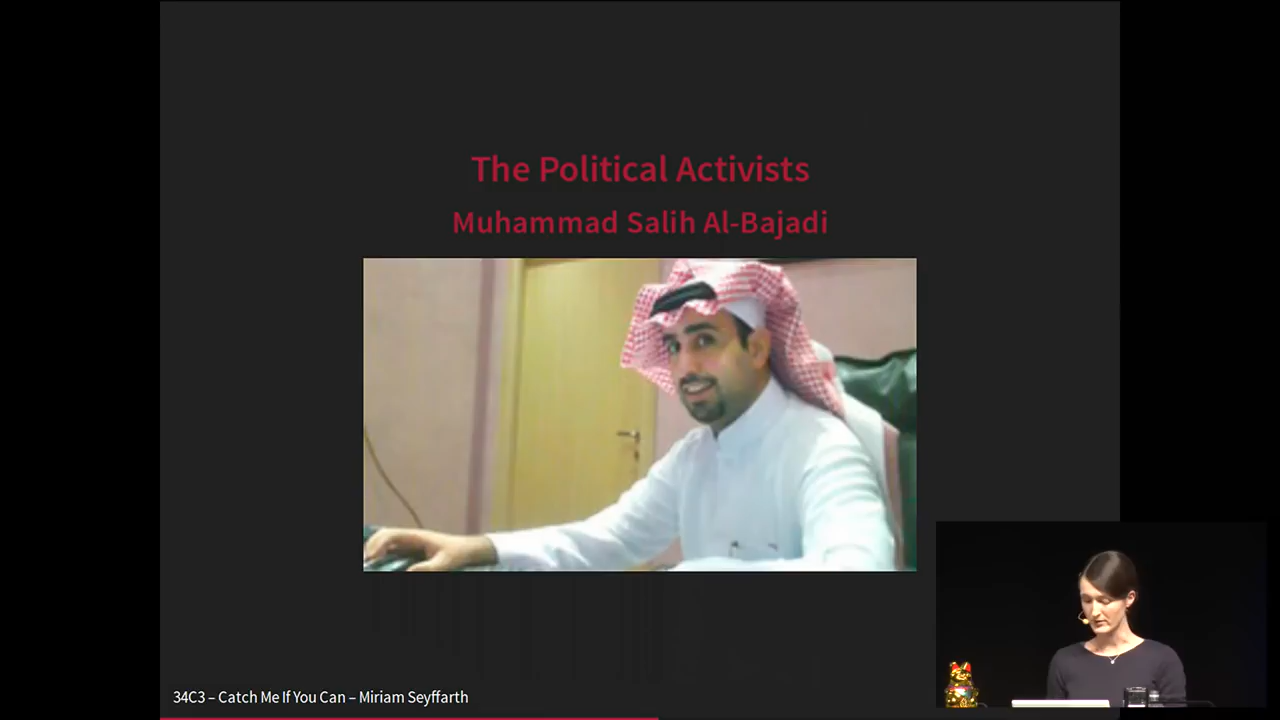 The Political Activists
Muhammad Salih Al-Bajadi
34C3 – Catch Me If You Can – Miriam Seyffarth